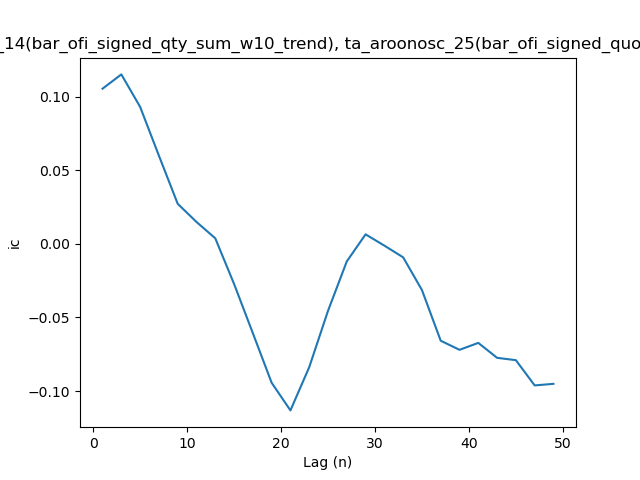 _14(bar_ofi_signed_qty_sum_w10_trend), ta_aroonosc_25(bar_ofi_signed_quo
0.10
0.05
0.00
−0.05
−0.10
ic
0 10 20 30 40 50
Lag (n)